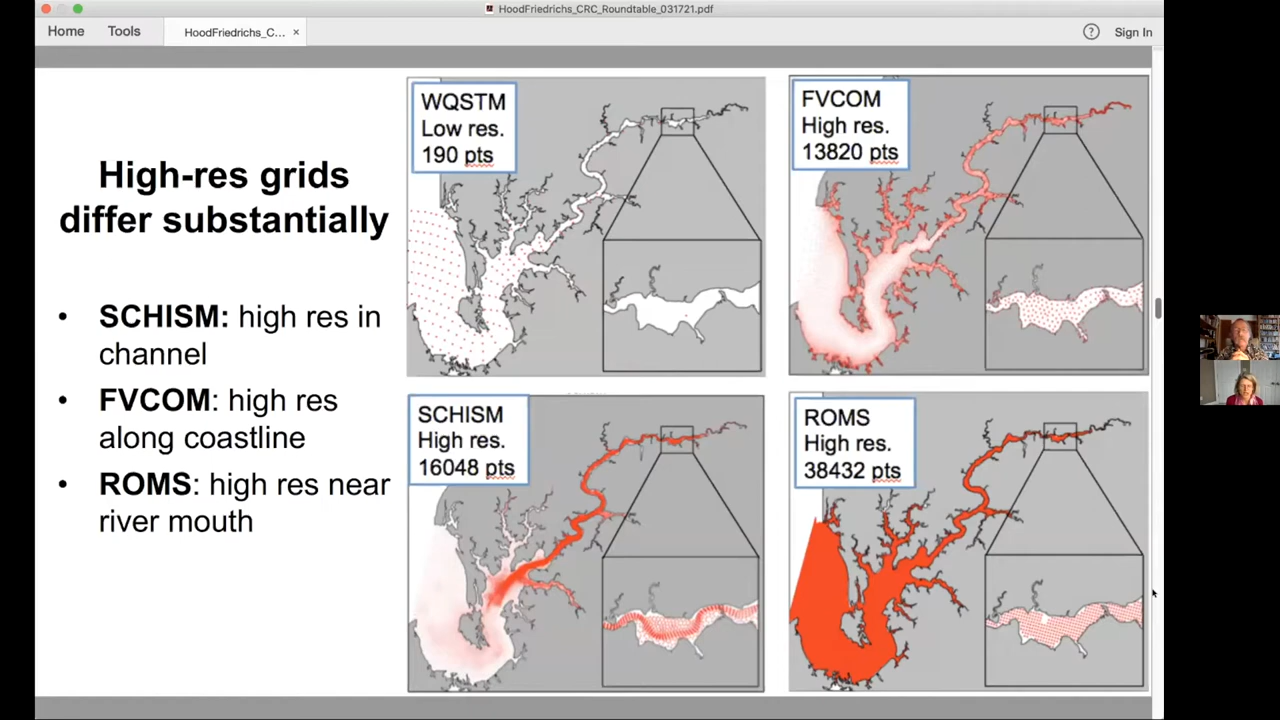 HoodFriedrichs_CRC_Roundtable_031721.pdf
Home
Tools
HoodFriedrichs_C...
×
?
Sign In
High-res grids
differ substantially
• SCHISM: high res in
channel
• FVCOM: high res
along coastline
• ROMS: high res near
river mouth
WQSTM
Low res.
190 pts
FVCOM
High res.
13820 pts
SCHISM
High res.
16048 pts
ROMS
High res.
38432 pts